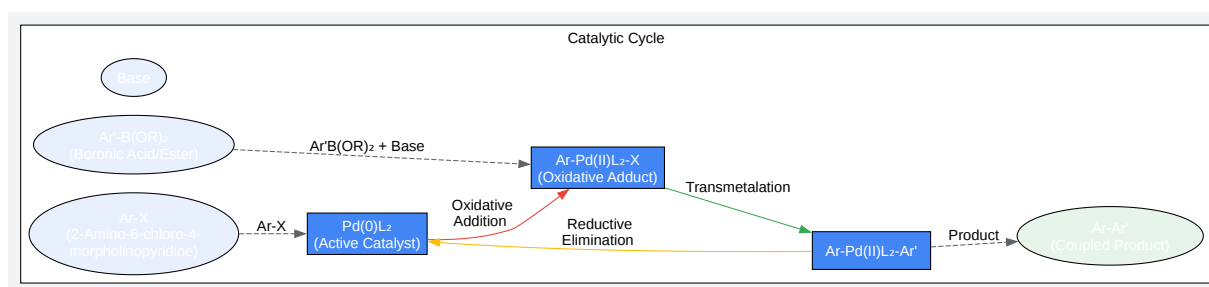 Catalytic Cycle
Base
Ar'-B(OR)₂
(Boronic Acid/Ester)
Ar'B(OR)₂ + Base
Ar-Pd(II)L₂-X
(Oxidative Adduct)
Transmetalation
Ar-X
(2-Amino-6-chloro-4-
morpholinopyridine)
Ar-X
Pd(0)L₂
(Active Catalyst)
Oxidative
Addition
Reductive
Elimination
Ar-Pd(II)L₂-Ar'
Product
Ar-Ar'
(Coupled Product)